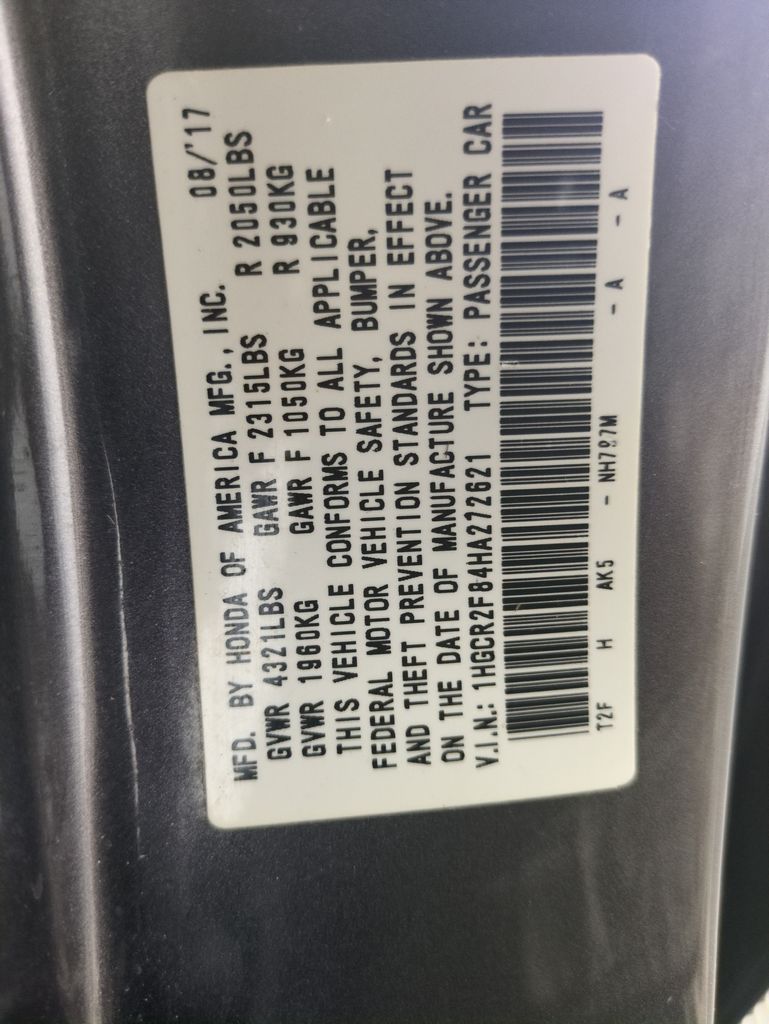 08/'17
MFD. BY HONDA OF AMERICA MFG., INC.
GVWR 4321LBS GAWR F 2315LBS R 2050LBS
GVWR 1960KG GAWR F 1050KG R 930KG
THIS VEHICLE CONFORMS TO ALL APPLICABLE
FEDERAL MOTOR VEHICLE SAFETY, BUMPER,
AND THEFT PREVENTION STANDARDS IN EFFECT
ON THE DATE OF MANUFACTURE SHOWN ABOVE.
V.I.N.: 1HGCR2F84HA272621 TYPE: PASSENGER CAR
T2F H AK5 - NH797M - A - A